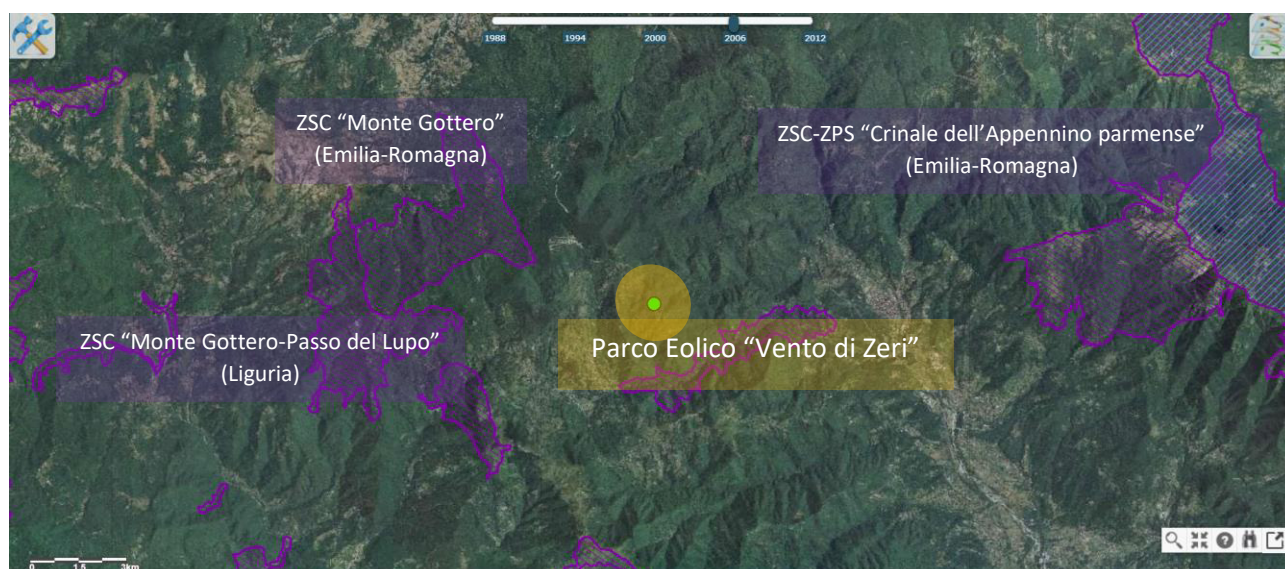 1988 1994 2000 2006 2012
ZSC “Monte Gottero”
(Emilia-Romagna)
ZSC-ZPS “Crinale dell’Appennino parmense”
(Emilia-Romagna)
ZSC “Monte Gottero-Passo del Lupo”
(Liguria)
Parco Eolico “Vento di Zeri”
0 1.5 3km